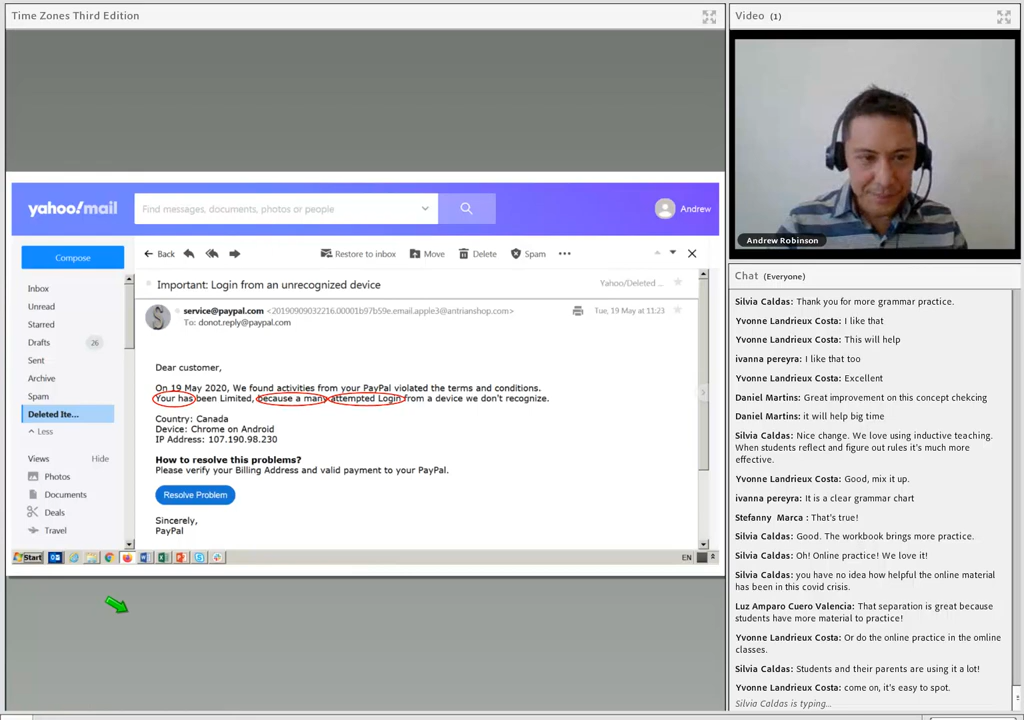 Time Zones Third Edition
Video (1)
yahoo!mail
Find messages, documents, photos or people
Andrew
Compose
Back
Restore to inbox
Move
Delete
Spam
Inbox
Unread
Starred
Drafts 26
Sent
Archive
Spam
Deleted Ite...
Less
Views Hide
Photos
Documents
Deals
Travel
Important: Login from an unrecognized device
Yahoo/Deleted ...
service@paypal.com <20190909032216.00001b97b59e.email.apple3@antrianshop.com>
Tue, 19 May at 11:23
To: donot.reply@paypal.com
Dear customer,
On 19 May 2020, We found activities from your PayPal violated the terms and conditions.
Your has been Limited, because a many attempted Login from a device we don't recognize.
Country: Canada
Device: Chrome on Android
IP Address: 107.190.98.230
How to resolve this problems?
Please verify your Billing Address and valid payment to your PayPal.
Resolve Problem
Sincerely,
PayPal
Start
EN
Andrew Robinson
Chat (Everyone)
Silvia Caldas: Thank you for more grammar practice.
Yvonne Landrieux Costa: I like that
Yvonne Landrieux Costa: This will help
ivanna pereyra: I like that too
Yvonne Landrieux Costa: Excellent
Daniel Martins: Great improvement on this concept chekcing
Daniel Martins: it will help big time
Silvia Caldas: Nice change. We love using inductive teaching.
When students reflect and figure out rules it's much more
effective.
Yvonne Landrieux Costa: Good, mix it up.
ivanna pereyra: It is a clear grammar chart
Stefanny Marca : That's true!
Silvia Caldas: Good. The workbook brings more practice.
Silvia Caldas: Oh! Online practice! We love it!
Silvia Caldas: you have no idea how helpful the online material
has been in this covid crisis.
Luz Amparo Cuero Valencia: That separation is great because
students have more material to practice!
Yvonne Landrieux Costa: Or do the online practice in the omline
classes.
Silvia Caldas: Students and their parents are using it a lot!
Yvonne Landrieux Costa: come on, it's easy to spot.
Silvia Caldas is typing...